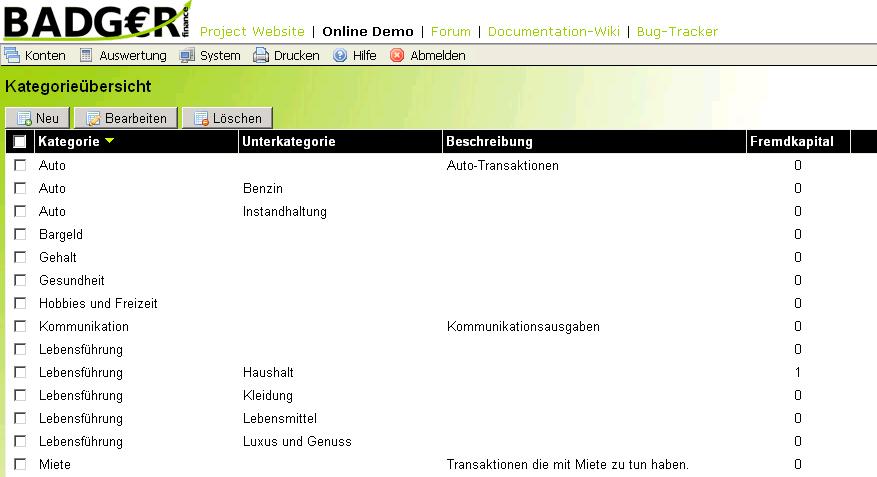 BADG€R finance
Project Website | Online Demo | Forum | Documentation-Wiki | Bug-Tracker
Konten Auswertung System Drucken Hilfe Abmelden
Kategorieübersicht
Neu Bearbeiten Löschen
Kategorie Unterkategorie Beschreibung Fremdkapital
Auto Auto-Transaktionen 0
Auto Benzin 0
Auto Instandhaltung 0
Bargeld 0
Gehalt 0
Gesundheit 0
Hobbies und Freizeit 0
Kommunikation Kommunikationsausgaben 0
Lebensführung 0
Lebensführung Haushalt 1
Lebensführung Kleidung 0
Lebensführung Lebensmittel 0
Lebensführung Luxus und Genuss 0
Miete Transaktionen die mit Miete zu tun haben. 0